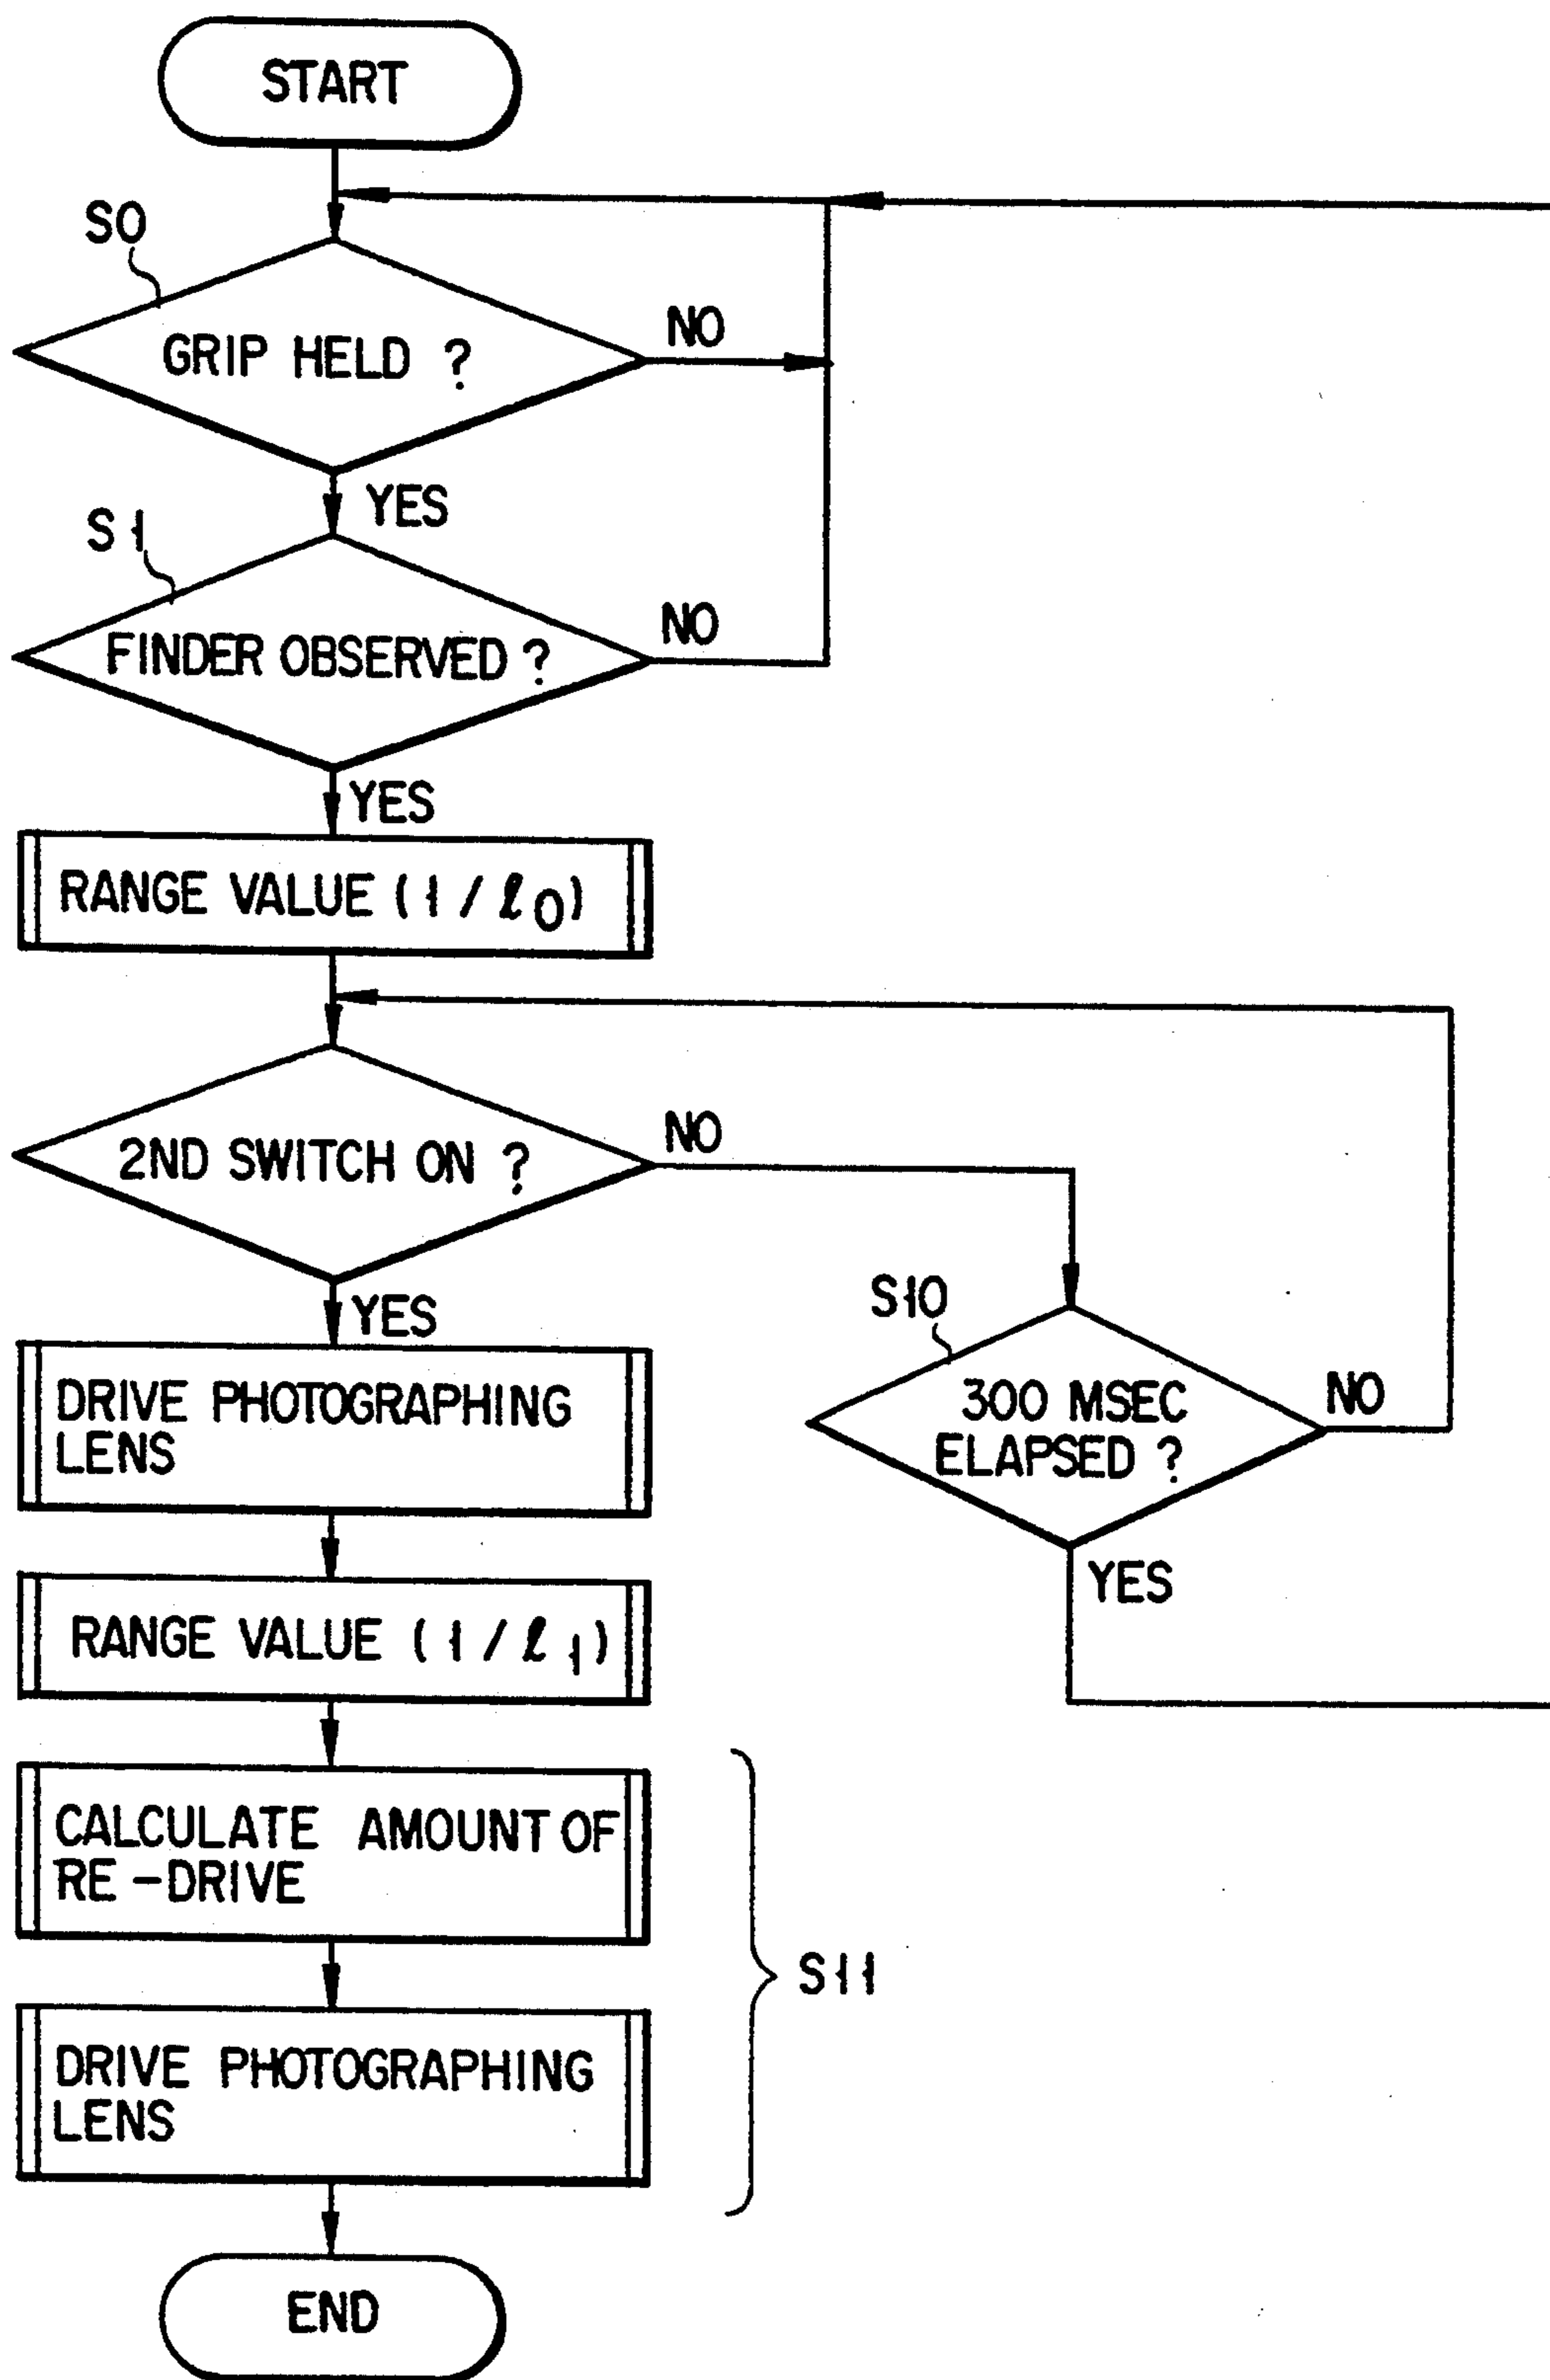 START
S0
GRIP HELD ?
NO
YES
S1
FINDER OBSERVED ?
NO
YES
RANGE VALUE (1/ℓ0)
2ND SWITCH ON ?
NO
YES
S10
300 MSEC
ELAPSED ?
NO
YES
DRIVE PHOTOGRAPHING
LENS
RANGE VALUE (1/ℓ1)
CALCULATE AMOUNT OF
RE-DRIVE
S11
DRIVE PHOTOGRAPHING
LENS
END